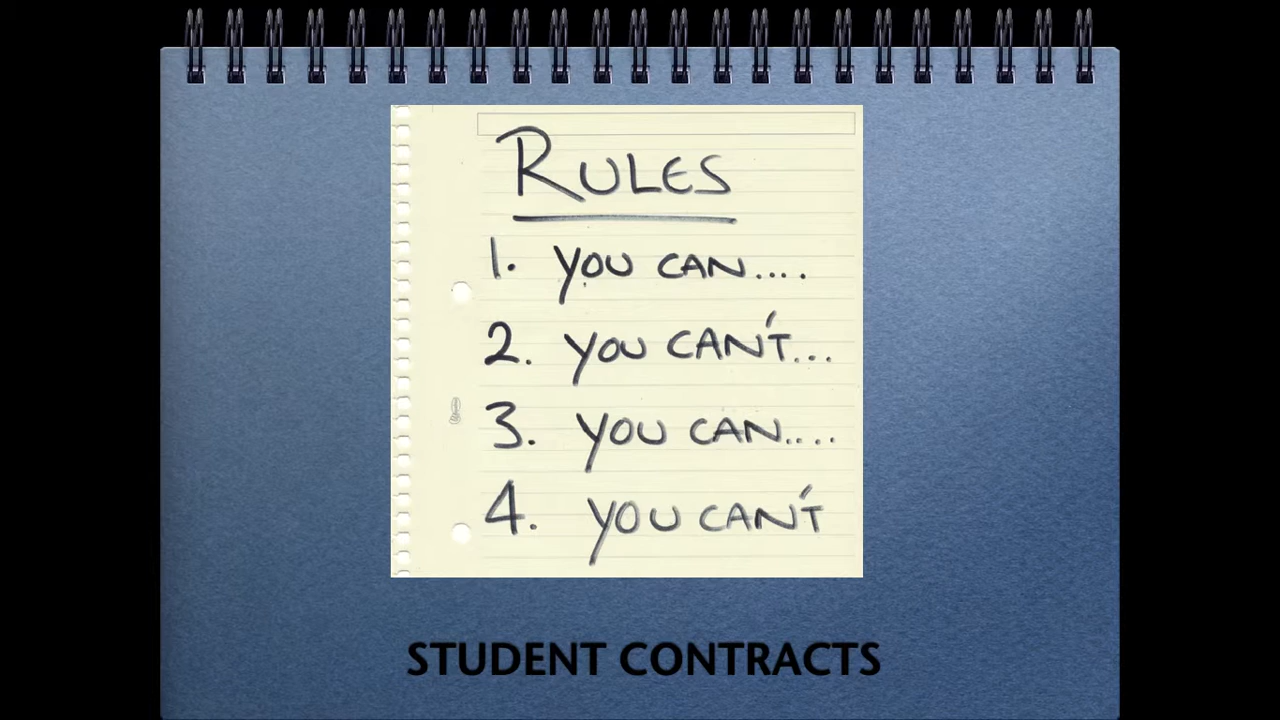 RULES
1. YOU CAN....
2. YOU CAN'T...
3. YOU CAN....
4. YOU CAN'T
STUDENT CONTRACTS